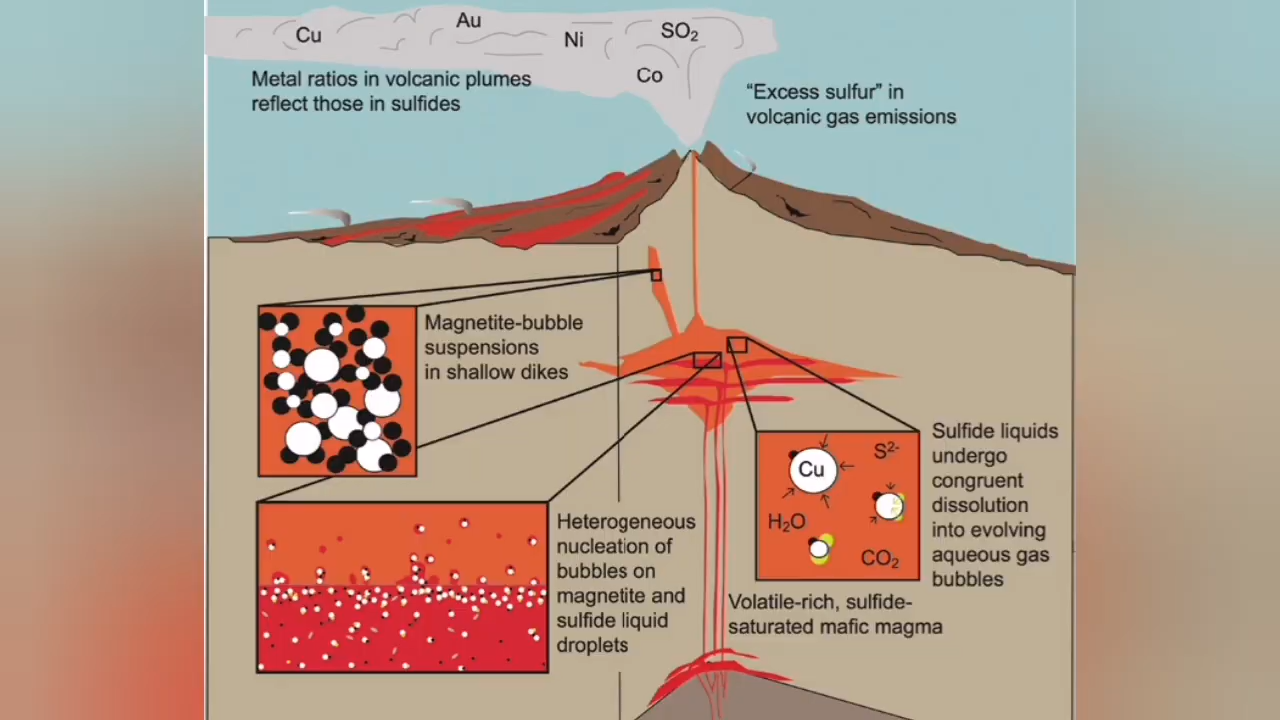 Cu
Au
Ni
SO₂
Co
Metal ratios in volcanic plumes
reflect those in sulfides
“Excess sulfur” in
volcanic gas emissions
Magnetite-bubble
suspensions
in shallow dikes
Heterogeneous
nucleation of
bubbles on
magnetite and
sulfide liquid
droplets
Cu
S²⁻
H₂O
CO₂
Sulfide liquids
undergo
congruent
dissolution
into evolving
aqueous gas
bubbles
Volatile-rich, sulfide-
saturated mafic magma